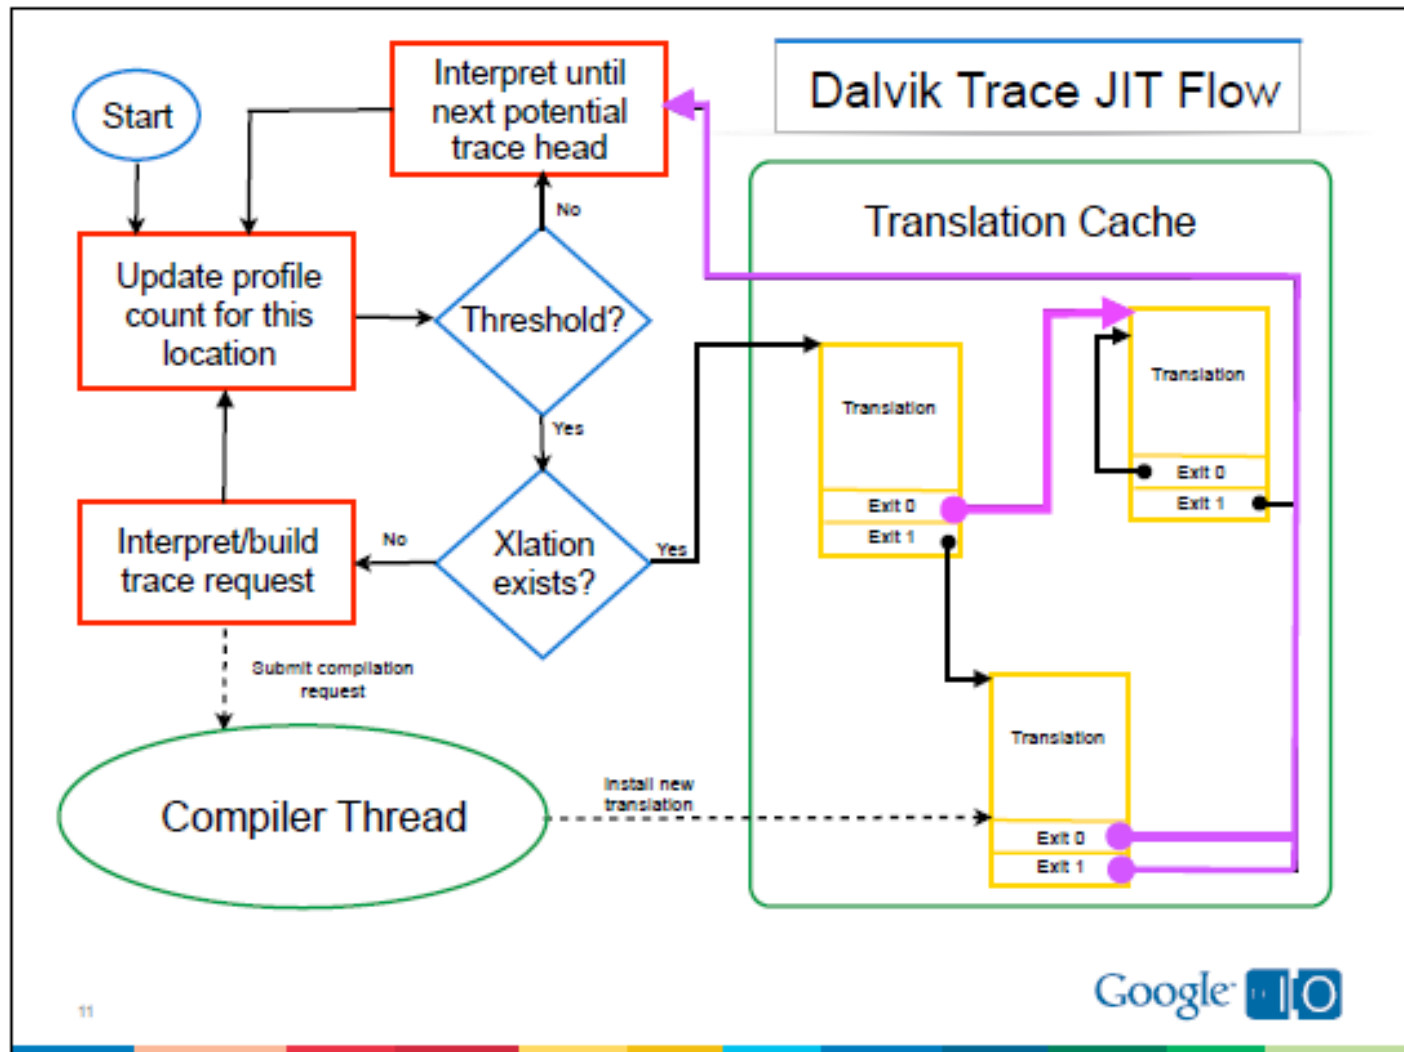 Dalvik Trace JIT Flow
Start
Interpret until
next potential
trace head
No
Update profile
count for this
location
Threshold?
Yes
Interpret/build
trace request
No
Xlation
exists?
Yes
Submit compilation
request
Compiler Thread
Install new
translation
Translation Cache
Translation
Exit 0
Exit 1
Translation
Exit 0
Exit 1
Translation
Exit 0
Exit 1
11
Google IO